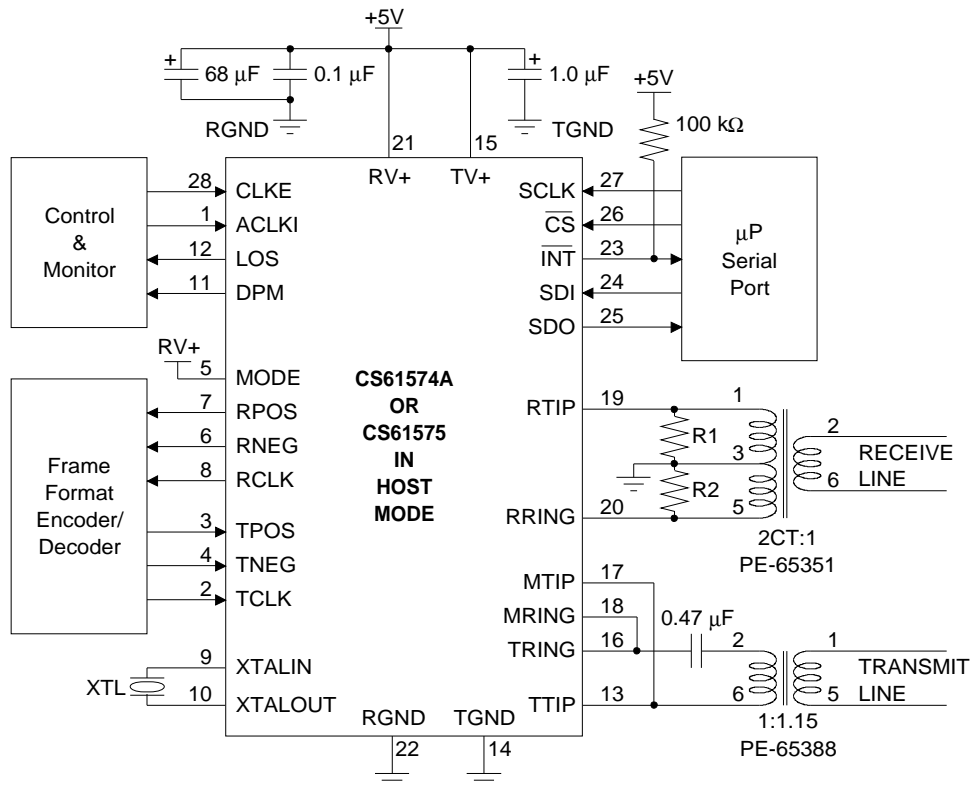 +5V
+
68 μF
0.1 μF
+
1.0 μF
+5V
RGND
TGND
100 kΩ
21
15
RV+
TV+
Control
&
Monitor
28
CLKE
1
ACLKI
12
LOS
11
DPM
SCLK
27
CS
26
INT
23
SDI
24
SDO
25
μP
Serial
Port
RV+
5
MODE
7
RPOS
6
RNEG
8
RCLK
3
TPOS
4
TNEG
2
TCLK
Frame
Format
Encoder/
Decoder
CS61574A
OR
CS61575
IN
HOST
MODE
RTIP
19
R1
R2
RRING
20
1
3
5
2
6
RECEIVE
LINE
2CT:1
PE-65351
MTIP
17
MRING
18
TRING
16
TTIP
13
0.47 μF
2
6
1
5
TRANSMIT
LINE
1:1.15
PE-65388
XTL
9
XTALIN
10
XTALOUT
RGND
TGND
22
14